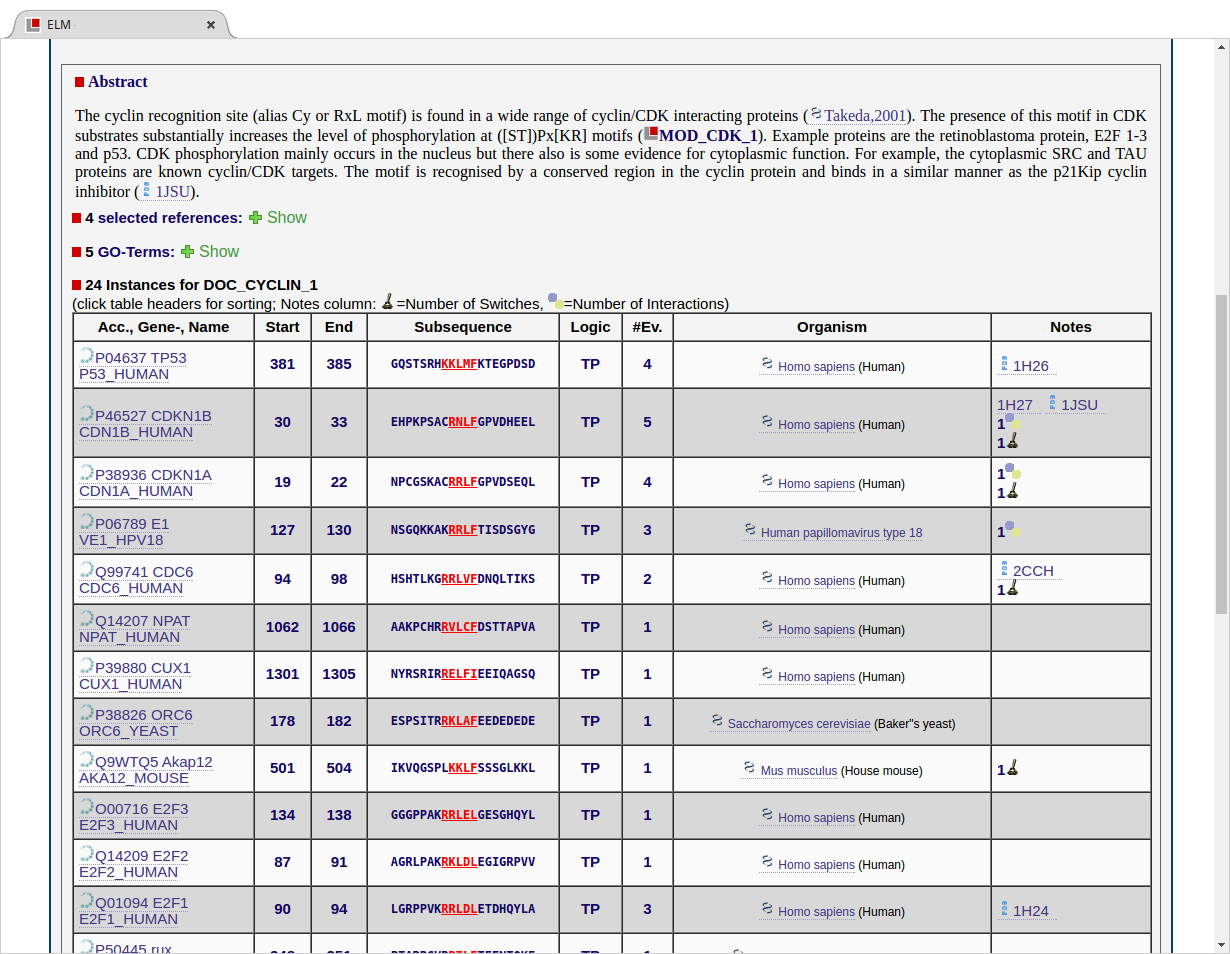 ELM
Abstract
The cyclin recognition site (alias Cy or RxL motif) is found in a wide range of cyclin/CDK interacting proteins (Takeda,2001). The presence of this motif in CDK
substrates substantially increases the level of phosphorylation at ([ST])Px[KR] motifs (MOD_CDK_1). Example proteins are the retinoblastoma protein, E2F 1-3
and p53. CDK phosphorylation mainly occurs in the nucleus but there also is some evidence for cytoplasmic function. For example, the cytoplasmic SRC and TAU
proteins are known cyclin/CDK targets. The motif is recognised by a conserved region in the cyclin protein and binds in a similar manner as the p21Kip cyclin
inhibitor (1JSU).
4 selected references: Show
5 GO-Terms: Show
24 Instances for DOC_CYCLIN_1
(click table headers for sorting; Notes column: =Number of Switches, =Number of Interactions)
Acc., Gene-, Name Start End Subsequence Logic #Ev. Organism Notes
P04637 TP53
P53_HUMAN 381 385 GQSTSRHKKLMFKTEGPDSD TP 4 Homo sapiens (Human) 1H26
P46527 CDKN1B
CDN1B_HUMAN 30 33 EHPKPSACRNLFGPVDHEEL TP 5 Homo sapiens (Human) 1H27 1JSU
1
1
P38936 CDKN1A
CDN1A_HUMAN 19 22 NPCGSKACRRLFGPVDSEQL TP 4 Homo sapiens (Human) 1
1
P06789 E1
VE1_HPV18 127 130 NSGQKKAKRRLFTISDSGYG TP 3 Human papillomavirus type 18 1
Q99741 CDC6
CDC6_HUMAN 94 98 HSHTLKGRRLVFDNQLTIKS TP 2 Homo sapiens (Human) 2CCH
1
Q14207 NPAT
NPAT_HUMAN 1062 1066 AAKPCHRRVLCFDSTTAPVA TP 1 Homo sapiens (Human)
P39880 CUX1
CUX1_HUMAN 1301 1305 NYRSRIRRELFIEEIQAGSQ TP 1 Homo sapiens (Human)
P38826 ORC6
ORC6_YEAST 178 182 ESPSITRRKLAFEEDEDEDE TP 1 Saccharomyces cerevisiae (Baker"s yeast)
Q9WTQ5 Akap12
AKA12_MOUSE 501 504 IKVQGSPLKKLFSSSGLKKL TP 1 Mus musculus (House mouse) 1
O00716 E2F3
E2F3_HUMAN 134 138 GGGPPAKRRLELGESGHQYL TP 1 Homo sapiens (Human)
Q14209 E2F2
E2F2_HUMAN 87 91 AGRLPAKRKLDLEGIGRPVV TP 1 Homo sapiens (Human)
Q01094 E2F1
E2F1_HUMAN 90 94 LGRPPVKRRLDLETDHQYLA TP 3 Homo sapiens (Human) 1H24
P50445 rux